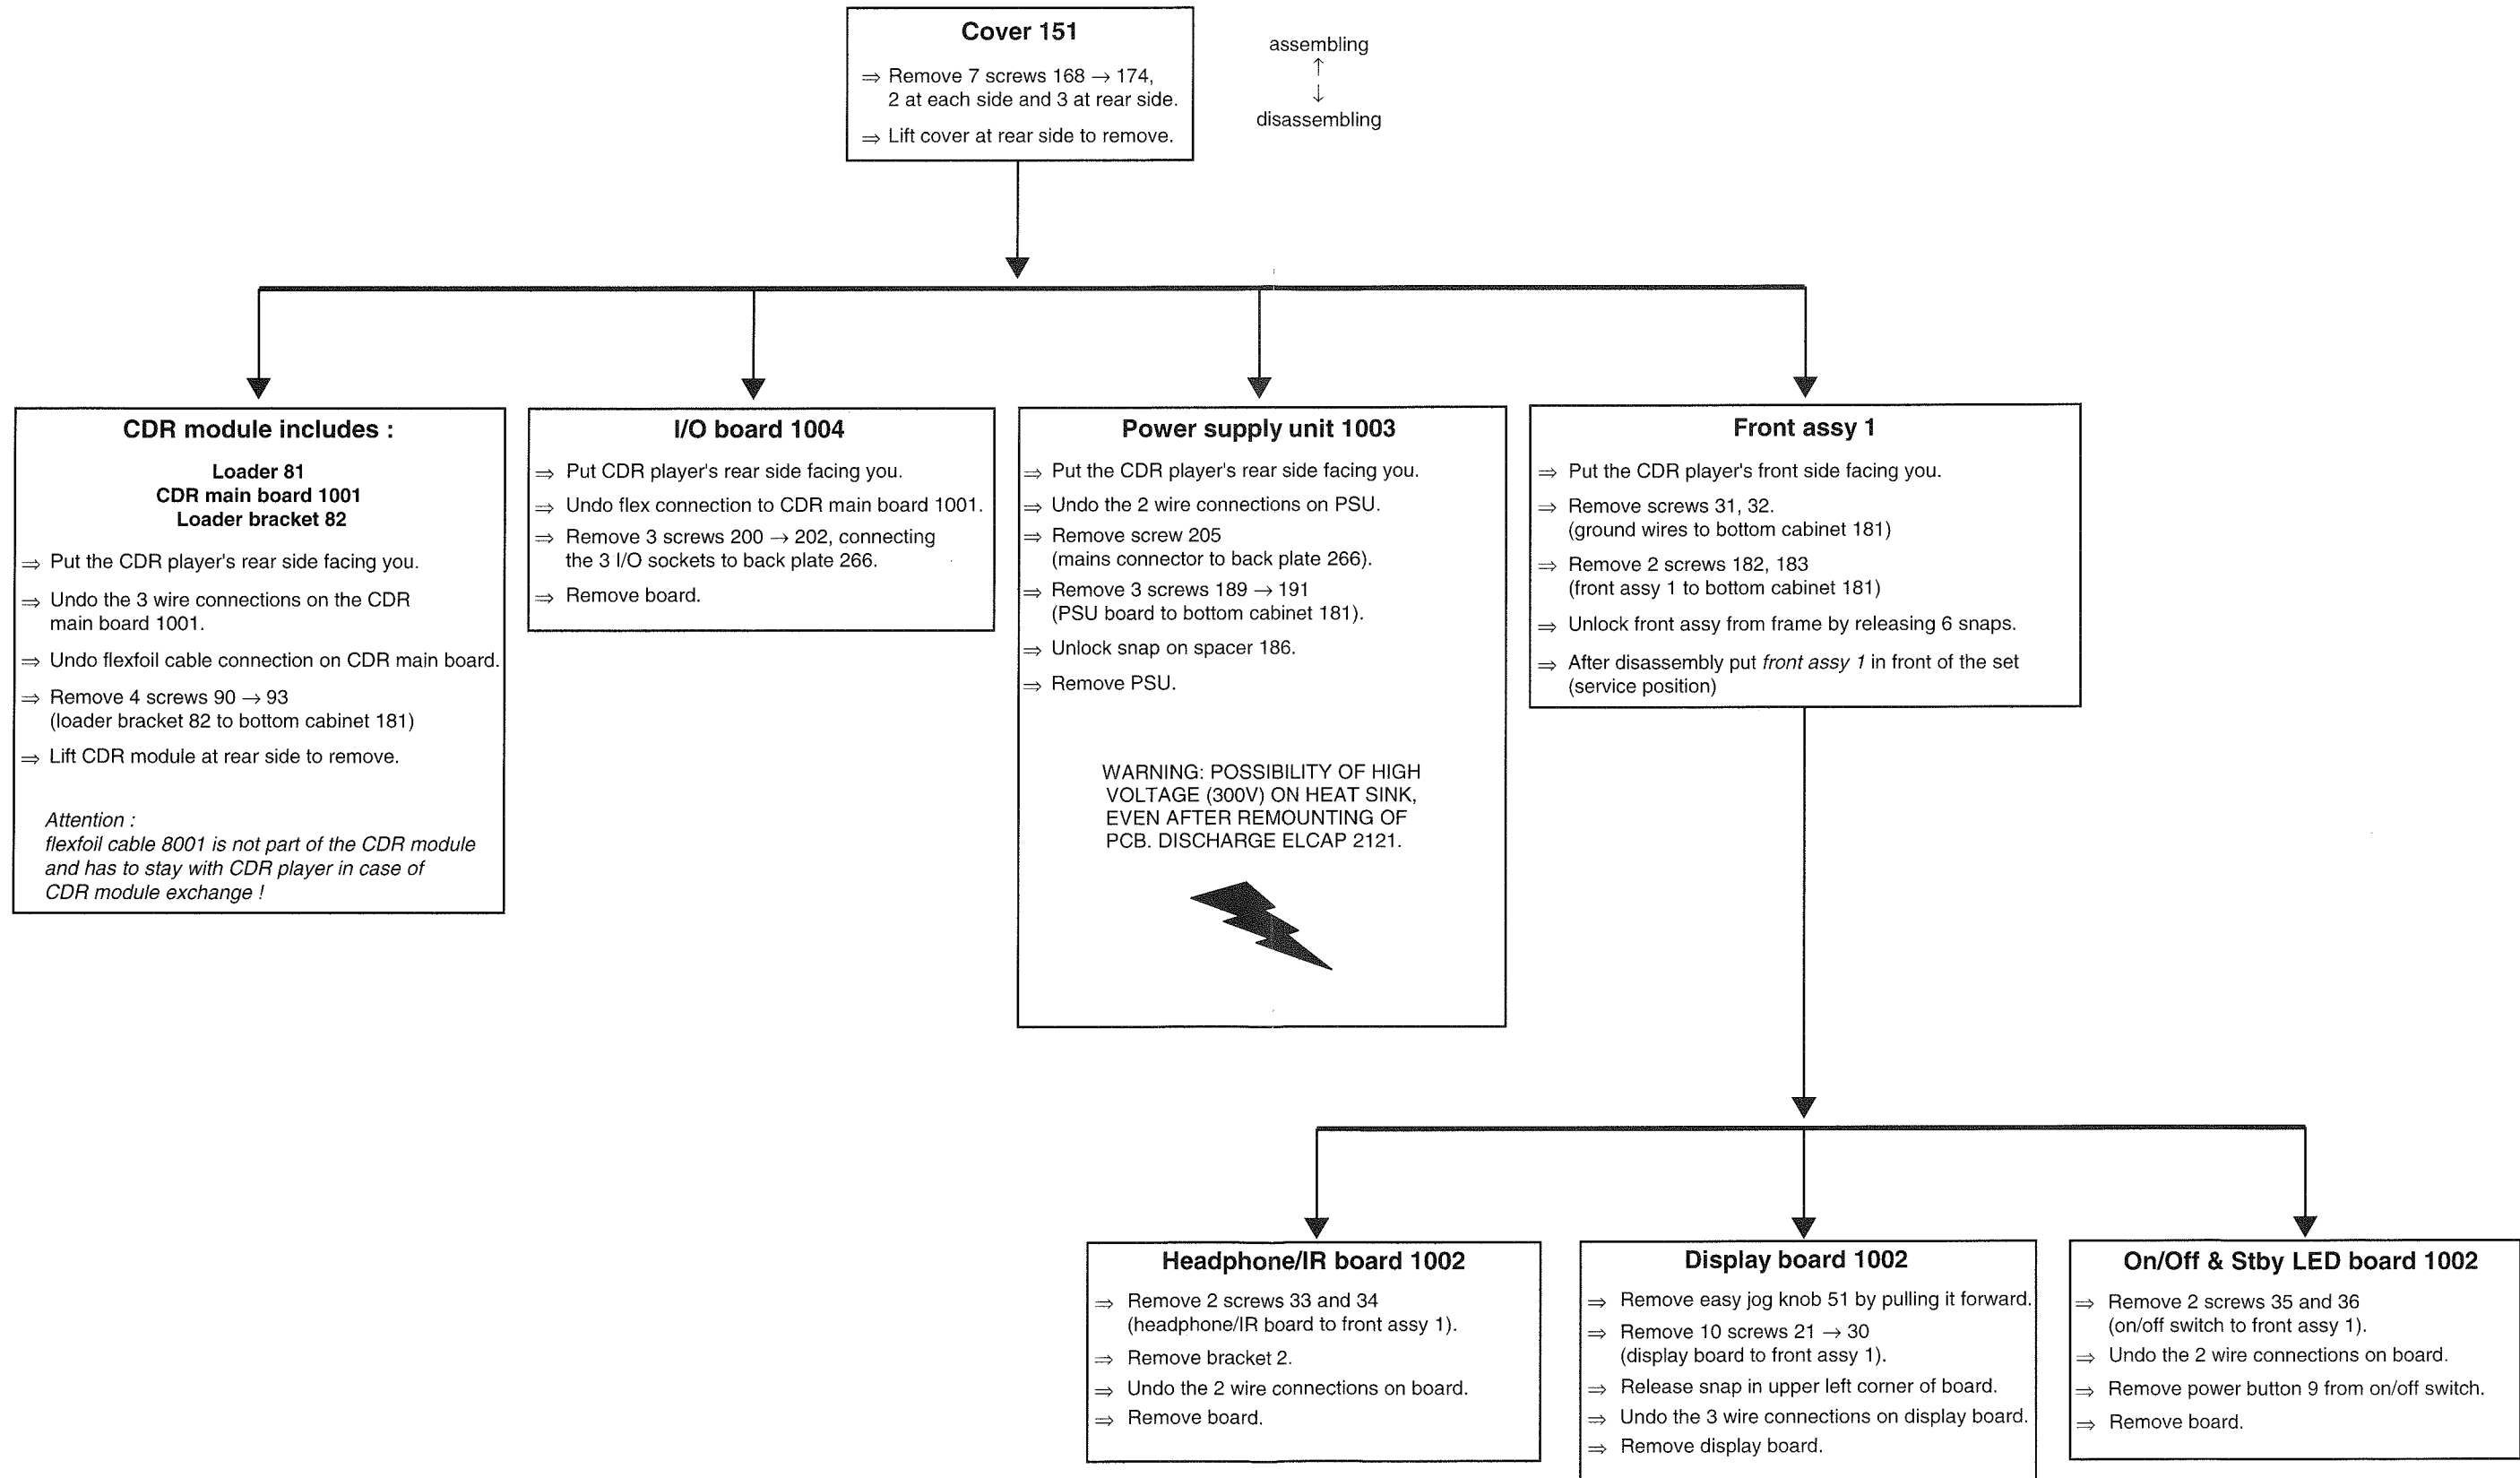 Cover 151
⇒ Remove 7 screws 168 → 174,
2 at each side and 3 at rear side.
⇒ Lift cover at rear side to remove.
assembling
↑
↓
disassembling
CDR module includes :
Loader 81
CDR main board 1001
Loader bracket 82
⇒ Put the CDR player's rear side facing you.
⇒ Undo the 3 wire connections on the CDR
main board 1001.
⇒ Undo flexfoil cable connection on CDR main board.
⇒ Remove 4 screws 90 → 93
(loader bracket 82 to bottom cabinet 181)
⇒ Lift CDR module at rear side to remove.
Attention :
flexfoil cable 8001 is not part of the CDR module
and has to stay with CDR player in case of
CDR module exchange !
I/O board 1004
⇒ Put CDR player's rear side facing you.
⇒ Undo flex connection to CDR main board 1001.
⇒ Remove 3 screws 200 → 202, connecting
the 3 I/O sockets to back plate 266.
⇒ Remove board.
Power supply unit 1003
⇒ Put the CDR player's rear side facing you.
⇒ Undo the 2 wire connections on PSU.
⇒ Remove screw 205
(mains connector to back plate 266).
⇒ Remove 3 screws 189 → 191
(PSU board to bottom cabinet 181).
⇒ Unlock snap on spacer 186.
⇒ Remove PSU.
WARNING: POSSIBILITY OF HIGH
VOLTAGE (300V) ON HEAT SINK,
EVEN AFTER REMOUNTING OF
PCB. DISCHARGE ELCAP 2121.
Front assy 1
⇒ Put the CDR player's front side facing you.
⇒ Remove screws 31, 32.
(ground wires to bottom cabinet 181)
⇒ Remove 2 screws 182, 183
(front assy 1 to bottom cabinet 181)
⇒ Unlock front assy from frame by releasing 6 snaps.
⇒ After disassembly put front assy 1 in front of the set
(service position)
Headphone/IR board 1002
⇒ Remove 2 screws 33 and 34
(headphone/IR board to front assy 1).
⇒ Remove bracket 2.
⇒ Undo the 2 wire connections on board.
⇒ Remove board.
Display board 1002
⇒ Remove easy jog knob 51 by pulling it forward.
⇒ Remove 10 screws 21 → 30
(display board to front assy 1).
⇒ Release snap in upper left corner of board.
⇒ Undo the 3 wire connections on display board.
⇒ Remove display board.
On/Off & Stby LED board 1002
⇒ Remove 2 screws 35 and 36
(on/off switch to front assy 1).
⇒ Undo the 2 wire connections on board.
⇒ Remove power button 9 from on/off switch.
⇒ Remove board.